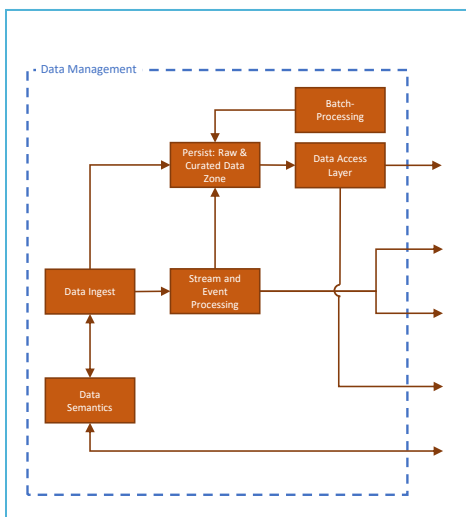 Data Management
Batch-
Processing
Persist: Raw &
Curated Data
Zone
Data Access
Layer
Data Ingest
Stream and
Event
Processing
Data
Semantics